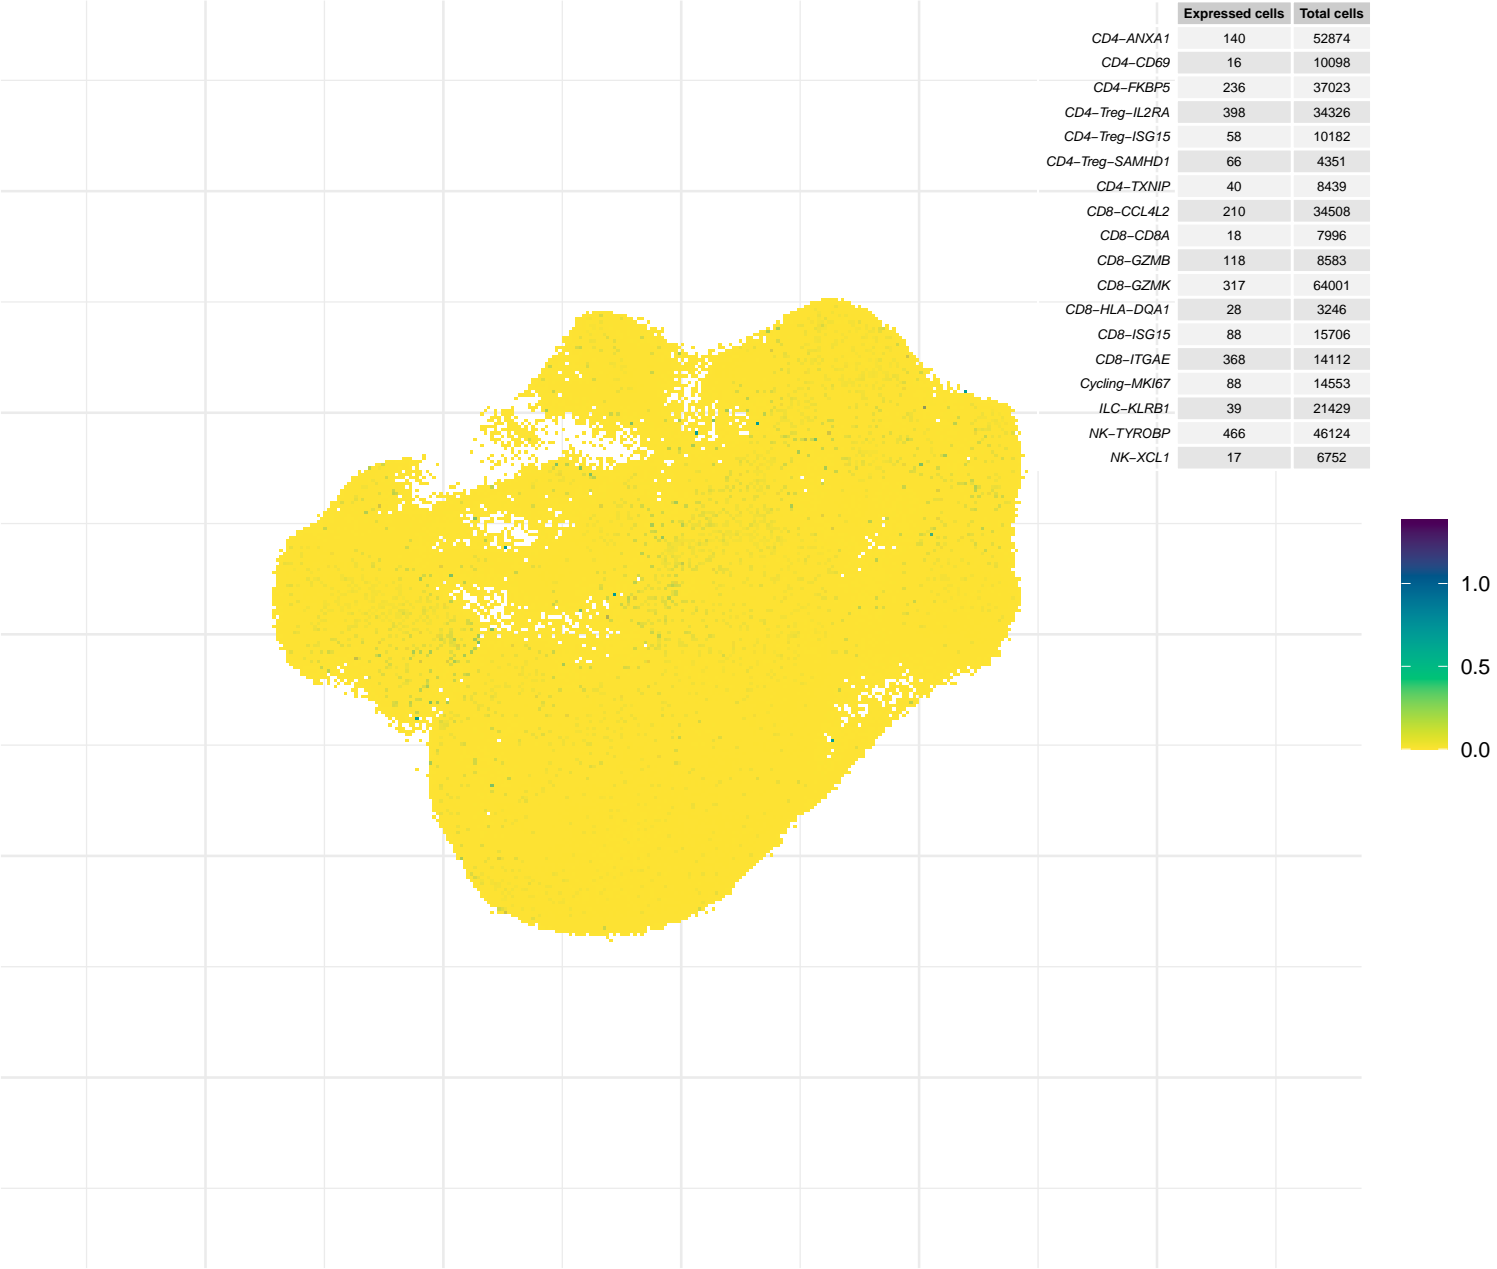 Expressed cells Total cells
CD4−ANXA1 140 52874
CD4−CD69 16 10098
CD4−FKBP5 236 37023
CD4−Treg−IL2RA 398 34326
CD4−Treg−ISG15 58 10182
CD4−Treg−SAMHD1 66 4351
CD4−TXNIP 40 8439
CD8−CCL4L2 210 34508
CD8−CD8A 18 7996
CD8−GZMB 118 8583
CD8−GZMK 317 64001
CD8−HLA−DQA1 28 3246
CD8−ISG15 88 15706
CD8−ITGAE 368 14112
Cycling−MKI67 88 14553
ILC−KLRB1 39 21429
NK−TYROBP 466 46124
NK−XCL1 17 6752
1.0
0.5
0.0